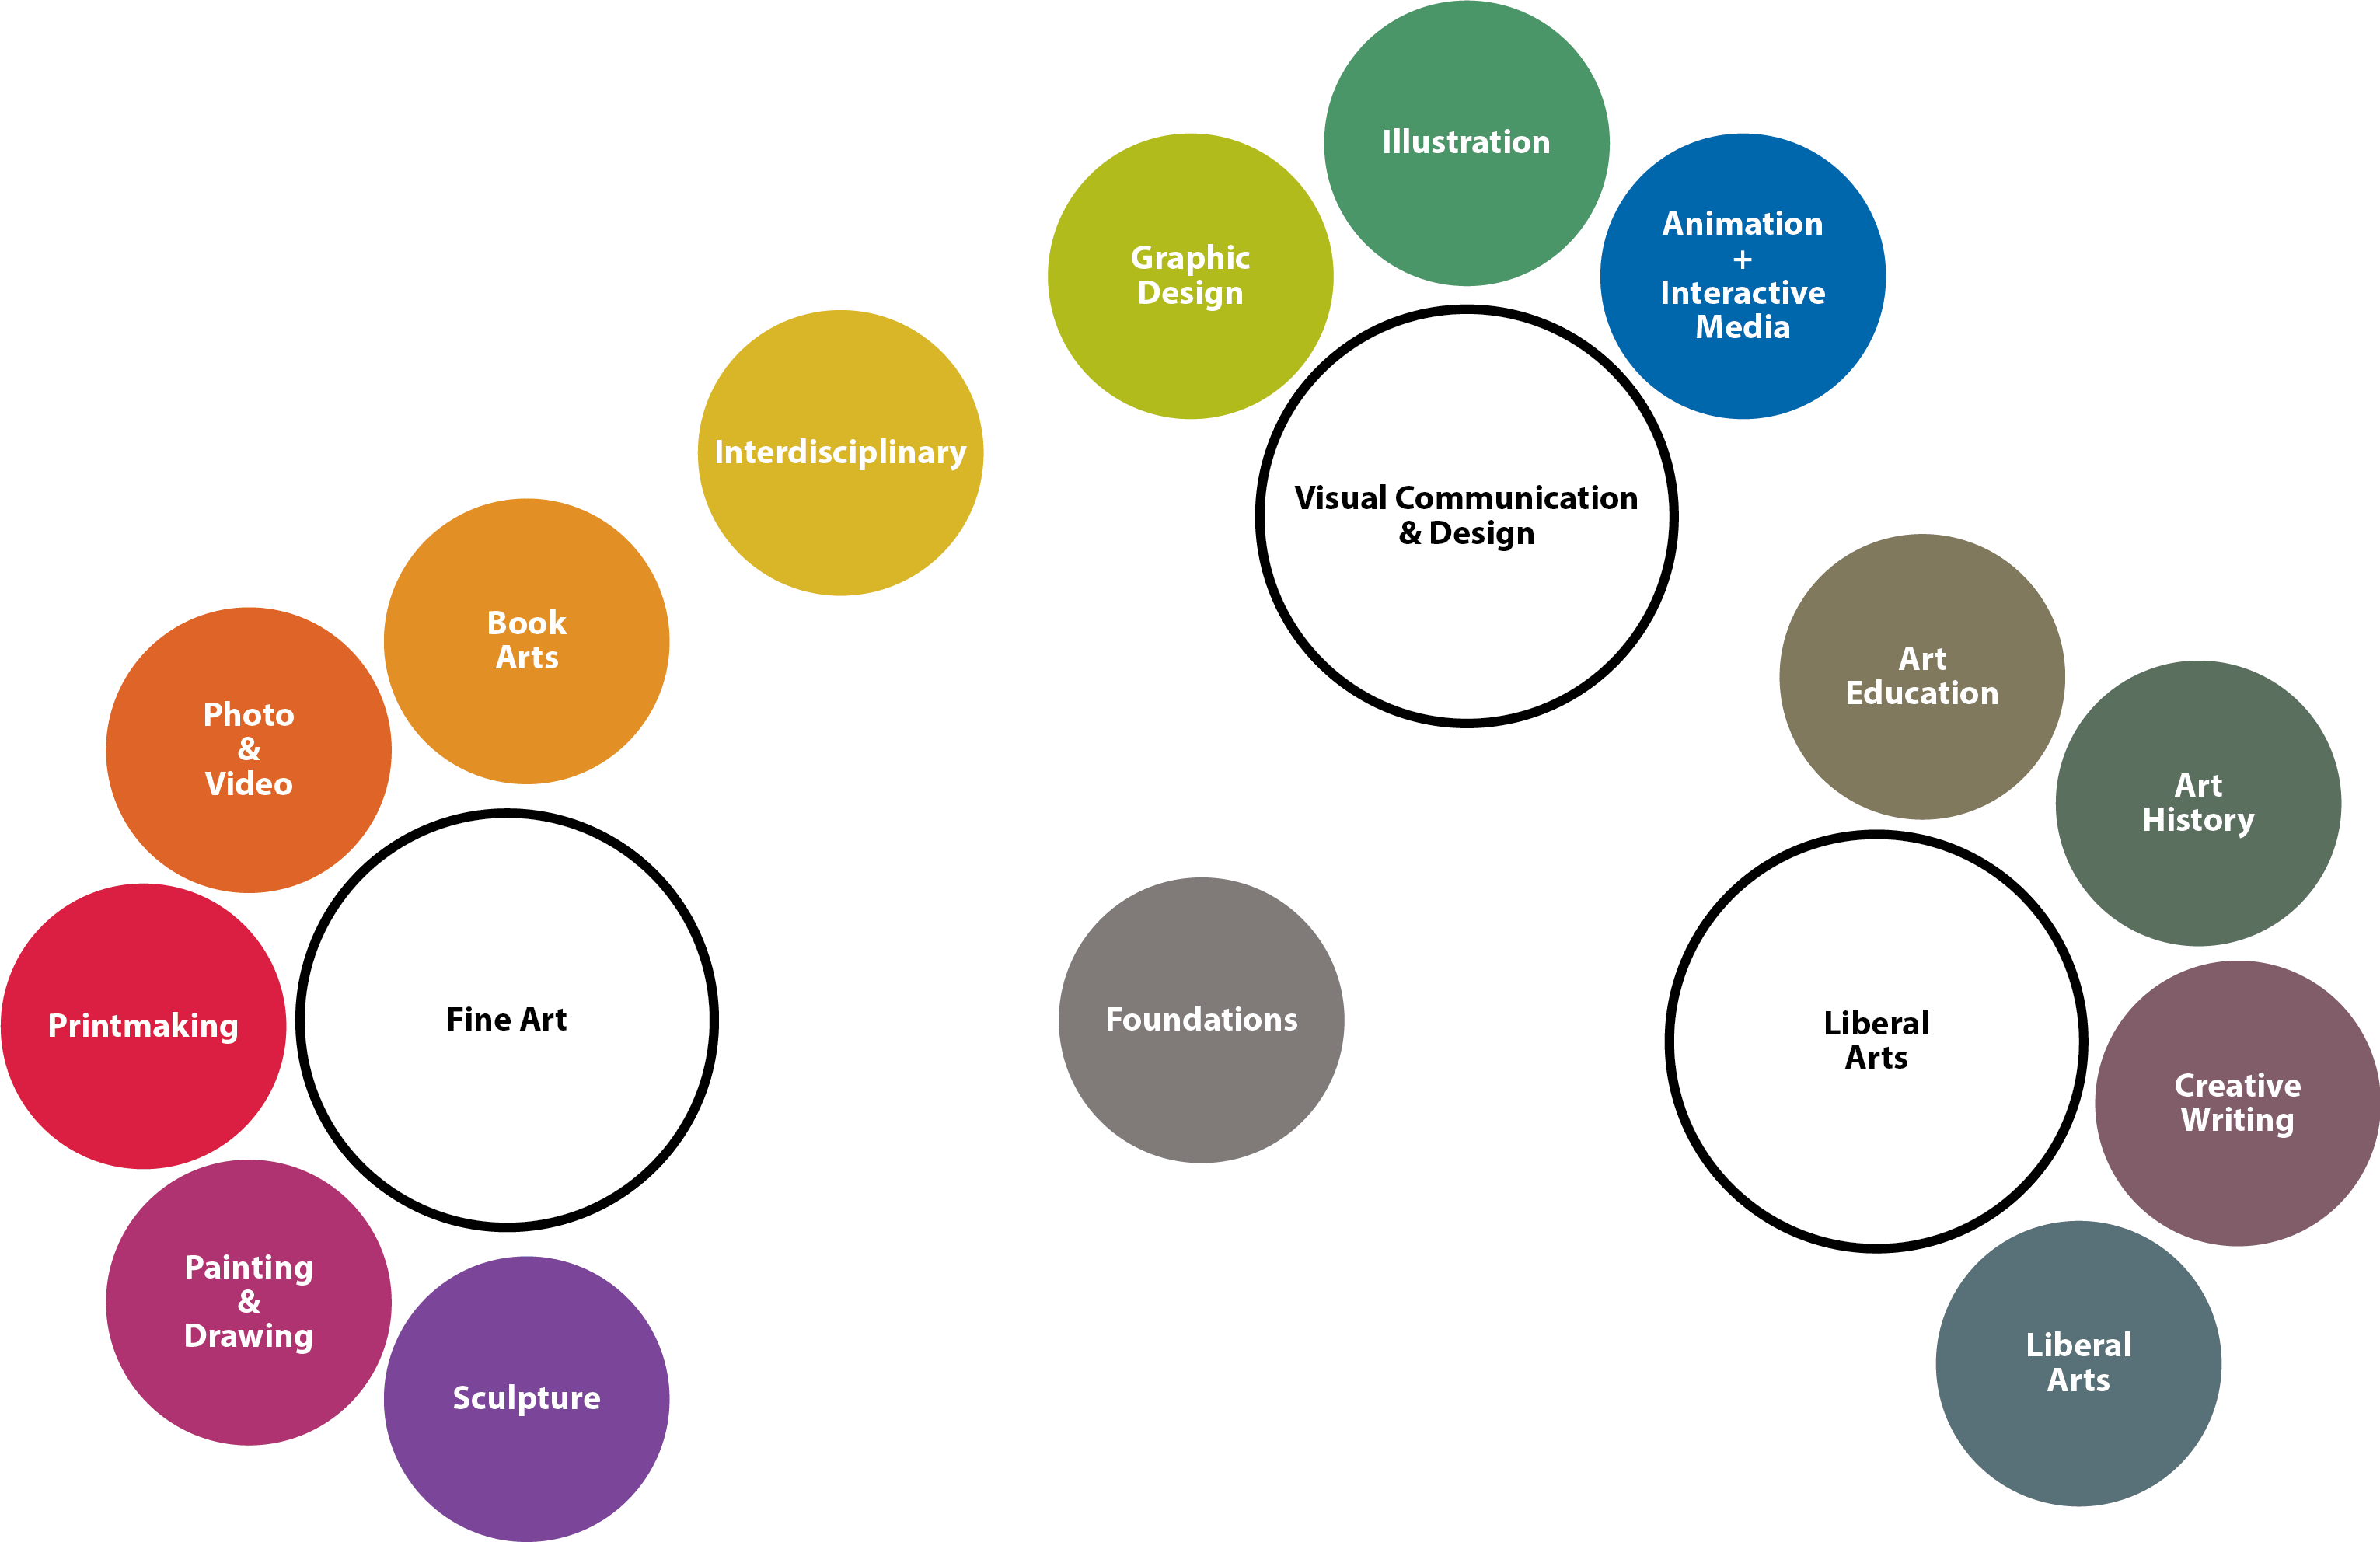 Illustration
Graphic
Design
Animation
+
Interactive
Media
Interdisciplinary
Visual Communication
& Design
Book
Arts
Photo
&
Video
Art
Education
Art
History
Printmaking
Fine Art
Foundations
Liberal
Arts
Creative
Writing
Painting
&
Drawing
Sculpture
Liberal
Arts